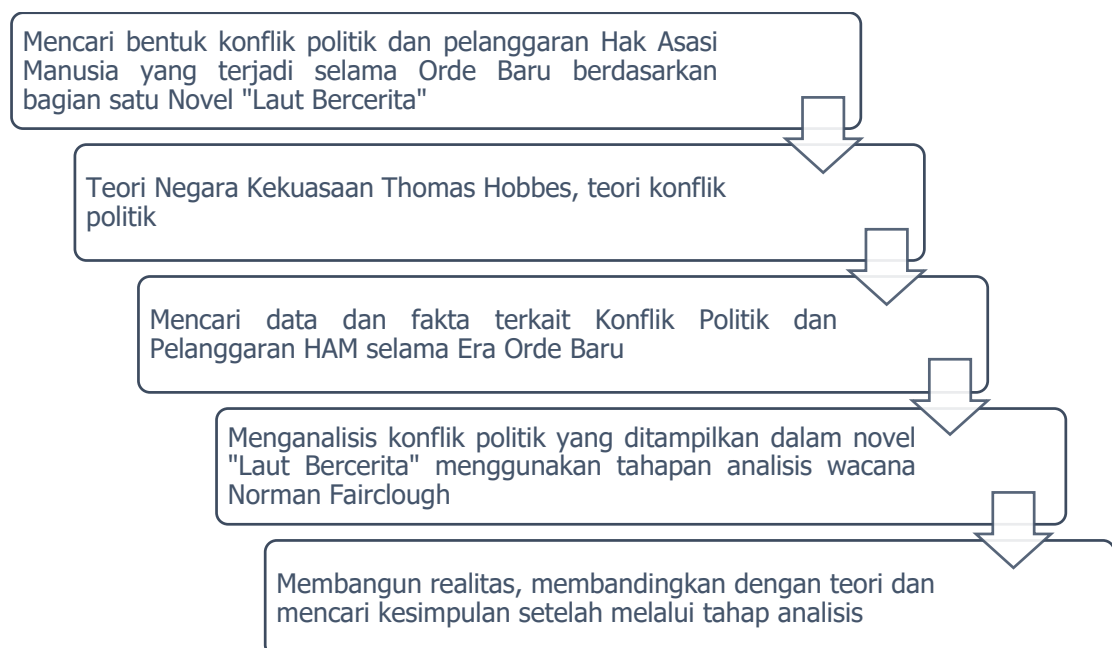 Mencari bentuk konflik politik dan pelanggaran Hak Asasi
Manusia yang terjadi selama Orde Baru berdasarkan
bagian satu Novel "Laut Bercerita"
Teori Negara Kekuasaan Thomas Hobbes, teori konflik
politik
Mencari data dan fakta terkait Konflik Politik dan
Pelanggaran HAM selama Era Orde Baru
Menganalisis konflik politik yang ditampilkan dalam novel
"Laut Bercerita" menggunakan tahapan analisis wacana
Norman Fairclough
Membangun realitas, membandingkan dengan teori dan
mencari kesimpulan setelah melalui tahap analisis